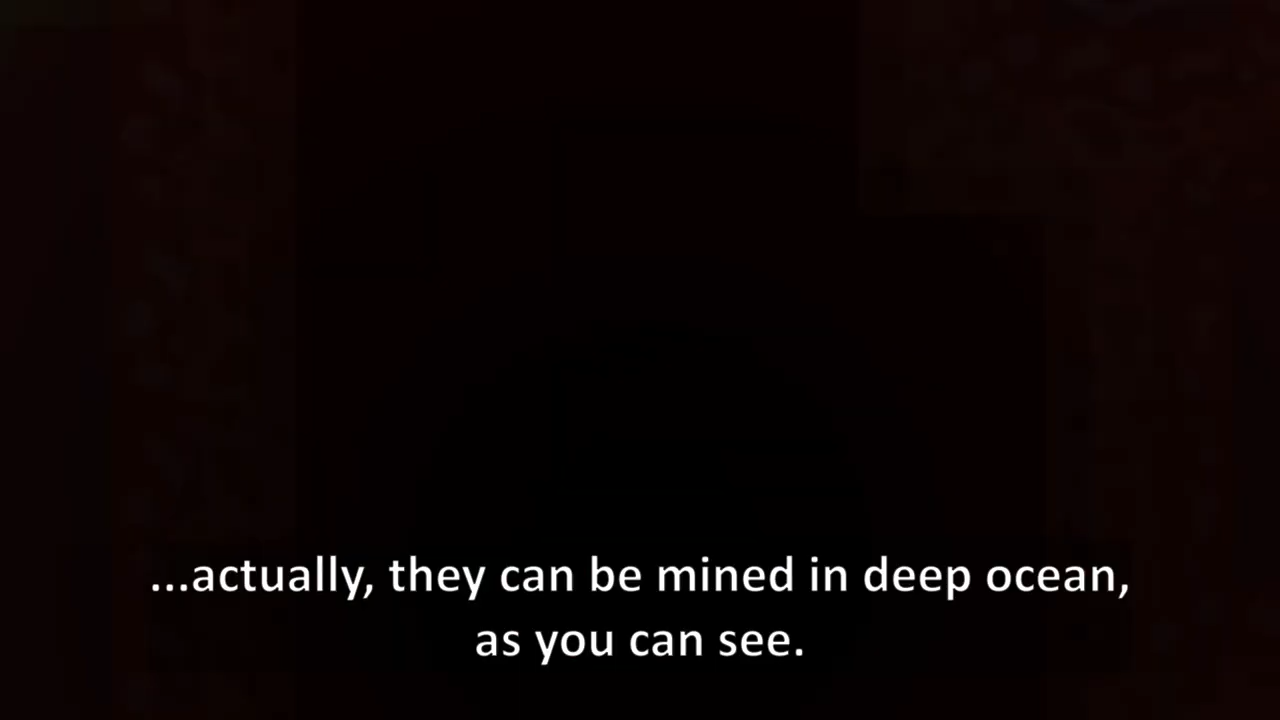 ...actually, they can be mined in deep ocean,
as you can see.